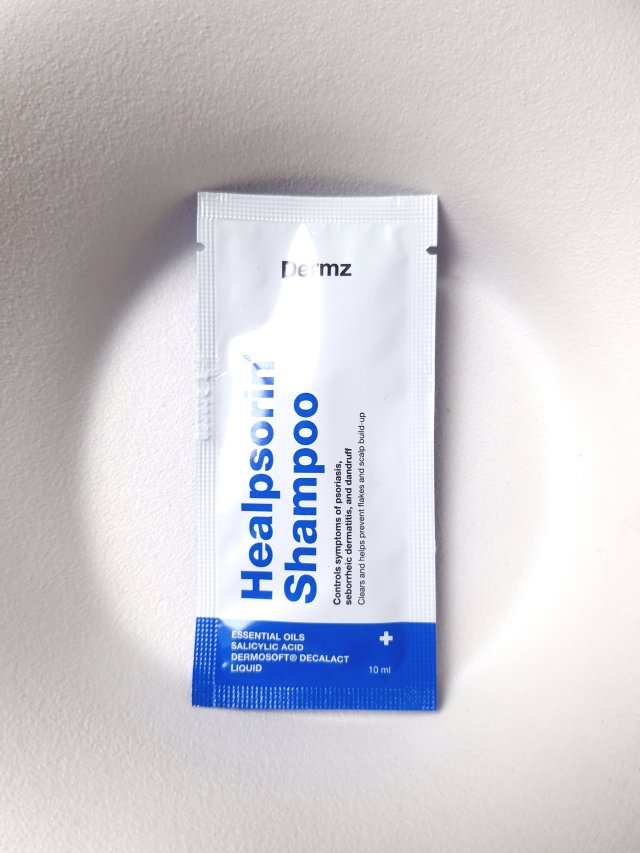 Dermz
Healpsorin
Shampoo
Controls symptoms of psoriasis,
seborrheic dermatitis, and dandruff
Clears and helps prevent flakes and scalp build-up
ESSENTIAL OILS
SALICYLIC ACID
DERMOSOFT® DECALACT
LIQUID
10 ml